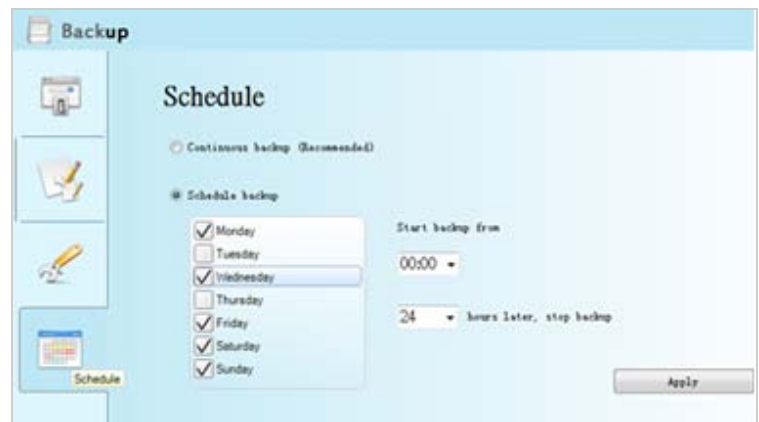 Backup
Schedule
Continuous backup (Recommended)
Schedule backup
Monday
Tuesday
Wednesday
Thursday
Friday
Saturday
Sunday
Start backup from
00:00
24 hours later, stop backup
Schedule
Apply